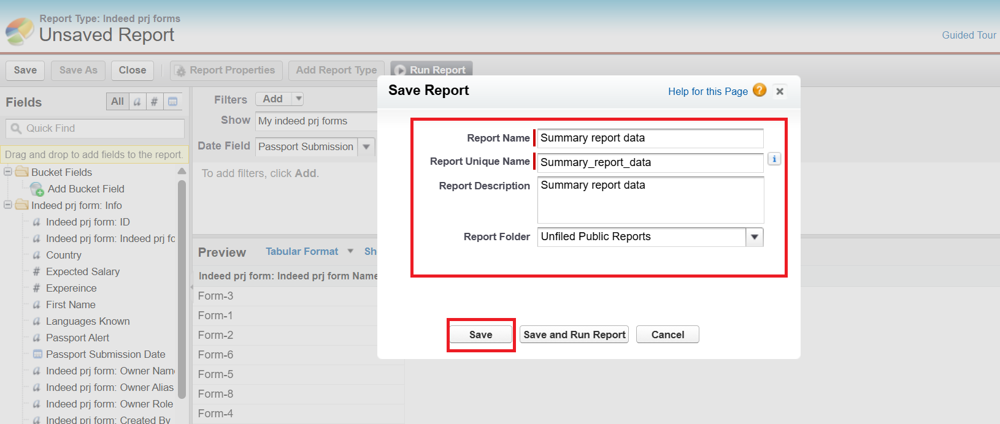 Report Type: Indeed prj forms
Unsaved Report
Guided Tour
Save
Save As
Close
Report Properties
Add Report Type
Run Report
Fields
All
a
#
Quick Find
Drag and drop to add fields to the report.
Bucket Fields
Add Bucket Field
Indeed prj form: Info
a Indeed prj form: ID
a Indeed prj form: Indeed prj fo
a Country
# Expected Salary
# Expereince
a First Name
a Languages Known
a Passport Alert
Passport Submission Date
a Indeed prj form: Owner Name
a Indeed prj form: Owner Alias
a Indeed prj form: Owner Role
a Indeed prj form: Created By
Filters
Add
Show
My indeed prj forms
Date Field
Passport Submission
To add filters, click Add.
Preview
Tabular Format
Sh
Indeed prj form: Indeed prj form Name
Form-3
Form-1
Form-2
Form-6
Form-5
Form-8
Form-4
Save Report
Help for this Page ?
Report Name
Summary report data
Report Unique Name
Summary_report_data
i
Report Description
Summary report data
Report Folder
Unfiled Public Reports
Save
Save and Run Report
Cancel